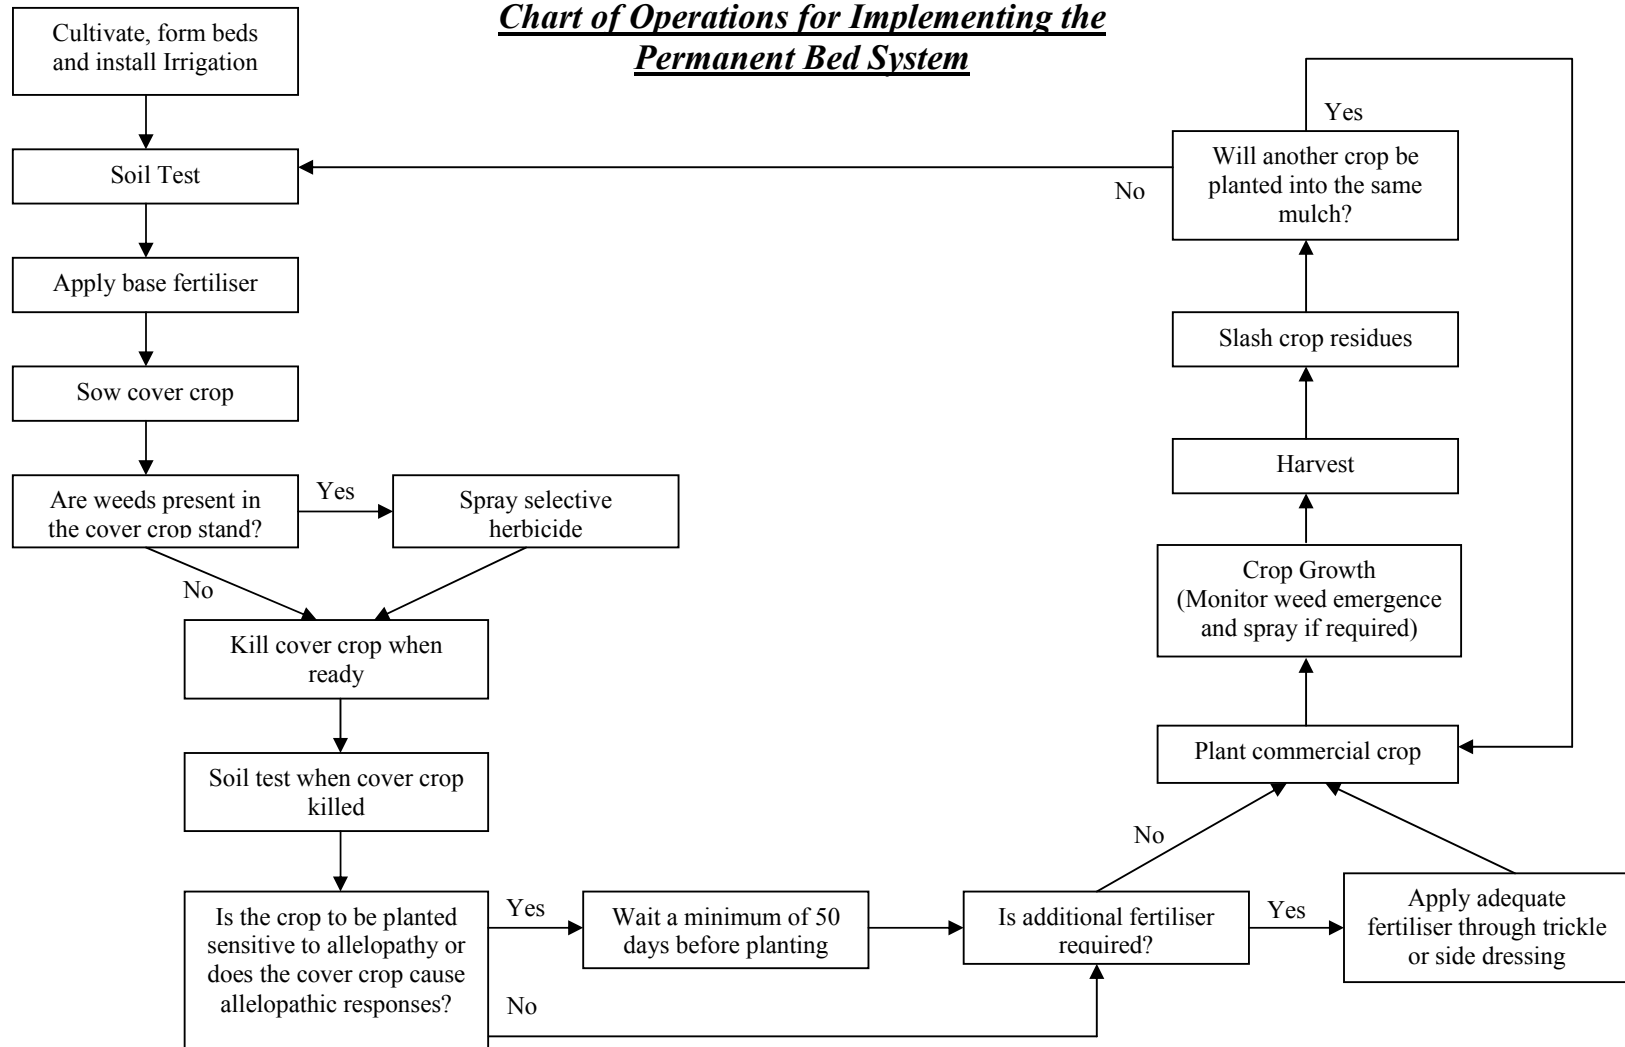 Chart of Operations for Implementing the
Permanent Bed System
Cultivate, form beds
and install Irrigation
Soil Test
Apply base fertiliser
Sow cover crop
Are weeds present in
the cover crop stand?
Yes
Spray selective
herbicide
No
Kill cover crop when
ready
Soil test when cover crop
killed
Is the crop to be planted
sensitive to allelopathy or
does the cover crop cause
allelopathic responses?
Yes
Wait a minimum of 50
days before planting
No
Is additional fertiliser
required?
Yes
Apply adequate
fertiliser through trickle
or side dressing
No
Plant commercial crop
Crop Growth
(Monitor weed emergence
and spray if required)
Harvest
Slash crop residues
Will another crop be
planted into the same
mulch?
Yes
No